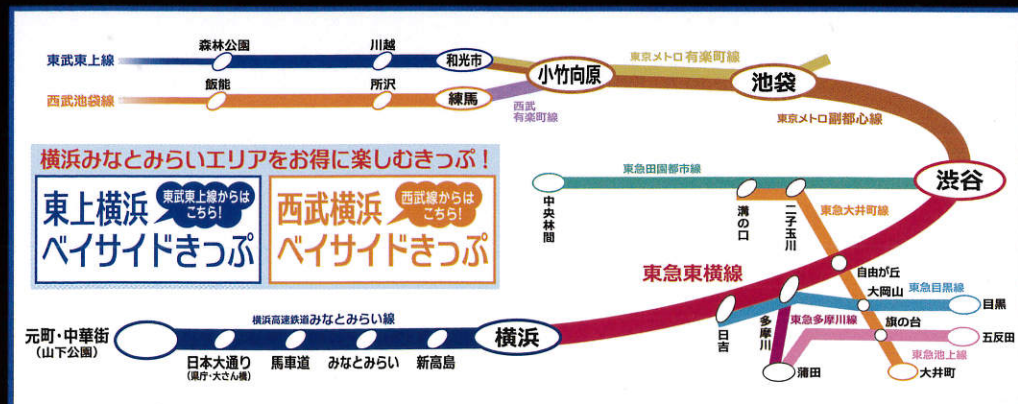 東武東上線
森林公園
川越
和光市
西武池袋線
飯能
所沢
練馬
西武
有楽町線
小竹向原
東京メトロ有楽町線
池袋
東京メトロ副都心線
渋谷
横浜みなとみらいエリアをお得に楽しむきっぷ!
東上横浜
東武東上線からは
こちら!
ベイサイドきっぷ
西武横浜
西武線からは
こちら!
ベイサイドきっぷ
東急田園都市線
中央林間
溝の口
二子玉川
東急大井町線
東急東横線
自由が丘
大岡山
東急目黒線
目黒
旗の台
東急多摩川線
五反田
東急池上線
日吉
多摩川
蒲田
大井町
元町・中華街
(山下公園)
横浜高速鉄道みなとみらい線
横浜
日本大通り
(県庁・大さん橋)
馬車道
みなとみらい
新高島